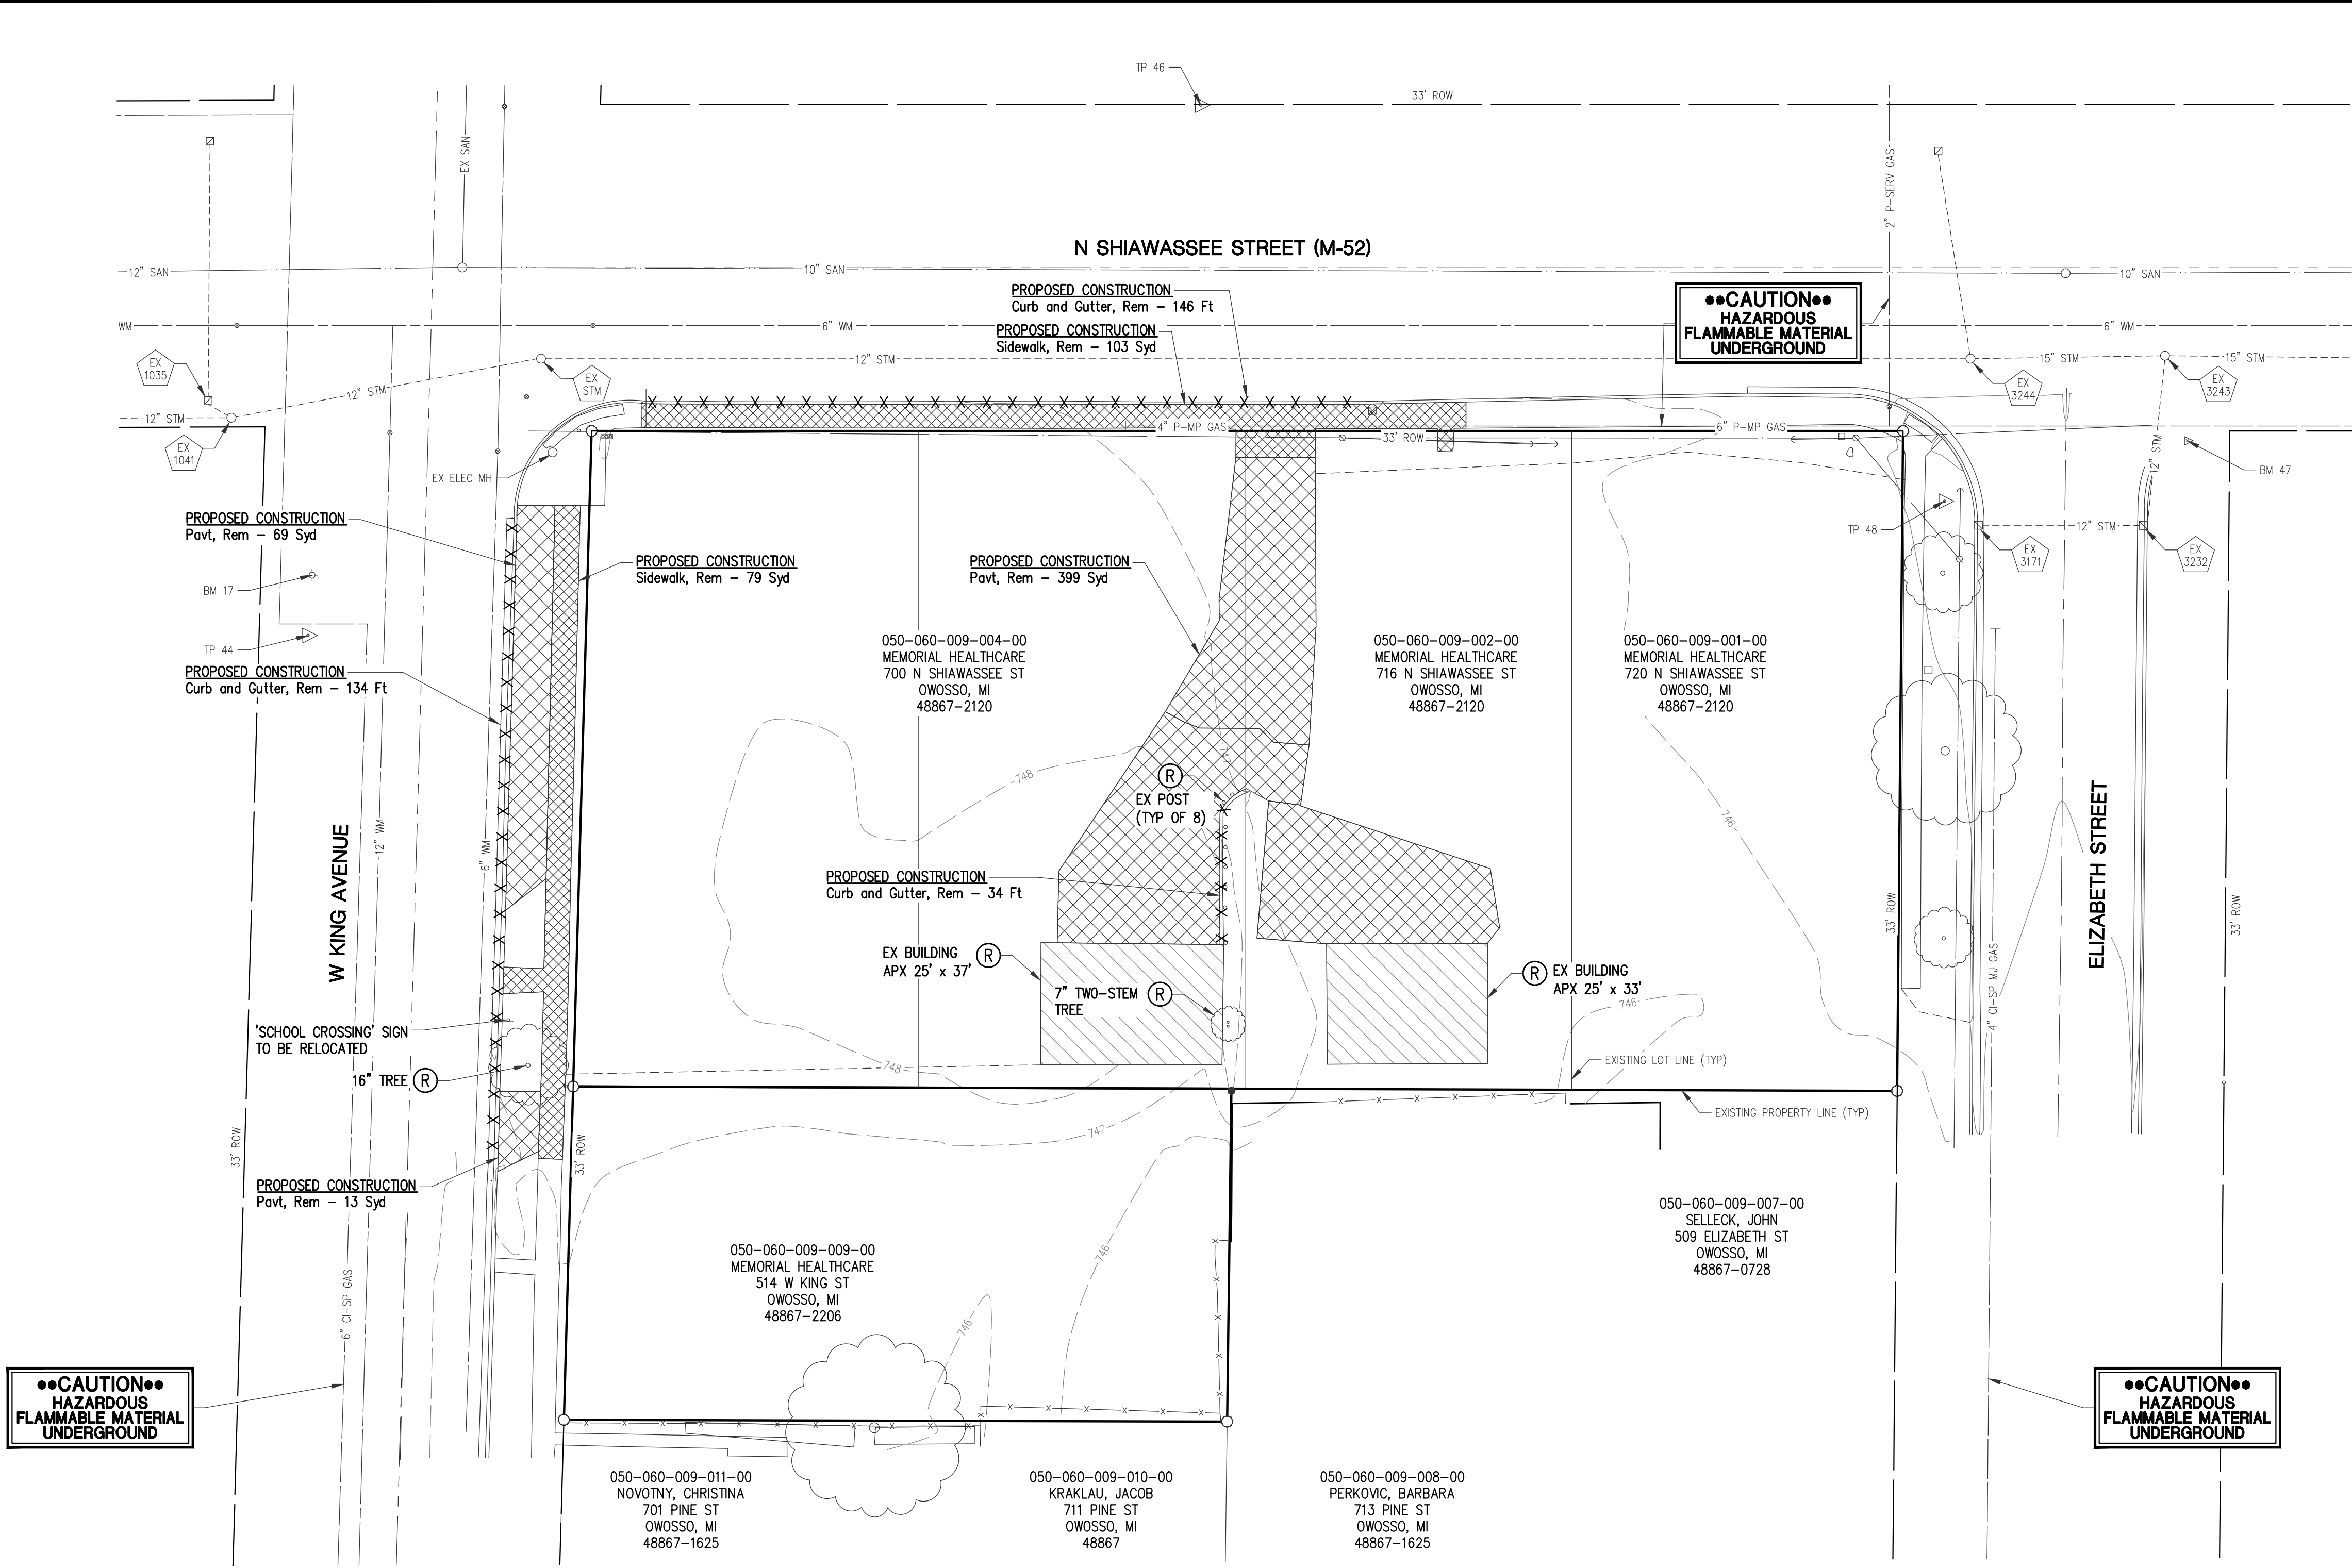 TP 46
33' ROW
EX SAN
2" P-SERV GAS
N SHIAWASSEE STREET (M-52)
12" SAN
10" SAN
10" SAN
PROPOSED CONSTRUCTION
Curb and Gutter, Rem - 146 Ft
PROPOSED CONSTRUCTION
Sidewalk, Rem - 103 Syd
●●CAUTION●●
HAZARDOUS
FLAMMABLE MATERIAL
UNDERGROUND
WM
6" WM
6" WM
EX
1035
12" STM
12" STM
EX
STM
15" STM
15" STM
EX
3244
EX
3243
12" STM
EX
1041
4" P-MP GAS
33' ROW
6" P-MP GAS
12" STM
BM 47
EX ELEC MH
PROPOSED CONSTRUCTION
Pavt, Rem - 69 Syd
TP 48
12" STM
EX
3171
EX
3232
BM 17
PROPOSED CONSTRUCTION
Sidewalk, Rem - 79 Syd
PROPOSED CONSTRUCTION
Pavt, Rem - 399 Syd
TP 44
PROPOSED CONSTRUCTION
Curb and Gutter, Rem - 134 Ft
050-060-009-004-00
MEMORIAL HEALTHCARE
700 N SHIAWASSEE ST
OWOSSO, MI
48867-2120
050-060-009-002-00
MEMORIAL HEALTHCARE
716 N SHIAWASSEE ST
OWOSSO, MI
48867-2120
050-060-009-001-00
MEMORIAL HEALTHCARE
720 N SHIAWASSEE ST
OWOSSO, MI
48867-2120
748
747
746
R
EX POST
(TYP OF 8)
W KING AVENUE
12" WM
6" WM
ELIZABETH STREET
PROPOSED CONSTRUCTION
Curb and Gutter, Rem - 34 Ft
33' ROW
33' ROW
4" CI-SP MJ GAS
EX BUILDING
APX 25' x 37'
R
7" TWO-STEM
TREE
R
R
EX BUILDING
APX 25' x 33'
746
'SCHOOL CROSSING' SIGN
TO BE RELOCATED
16" TREE
R
748
EXISTING LOT LINE (TYP)
EXISTING PROPERTY LINE (TYP)
747
33' ROW
33' ROW
PROPOSED CONSTRUCTION
Pavt, Rem - 13 Syd
6" CI-SP GAS
746
050-060-009-009-00
MEMORIAL HEALTHCARE
514 W KING ST
OWOSSO, MI
48867-2206
050-060-009-007-00
SELLECK, JOHN
509 ELIZABETH ST
OWOSSO, MI
48867-0728
746
●●CAUTION●●
HAZARDOUS
FLAMMABLE MATERIAL
UNDERGROUND
●●CAUTION●●
HAZARDOUS
FLAMMABLE MATERIAL
UNDERGROUND
050-060-009-011-00
NOVOTNY, CHRISTINA
701 PINE ST
OWOSSO, MI
48867-1625
050-060-009-010-00
KRAKLAU, JACOB
711 PINE ST
OWOSSO, MI
48867
050-060-009-008-00
PERKOVIC, BARBARA
713 PINE ST
OWOSSO, MI
48867-1625